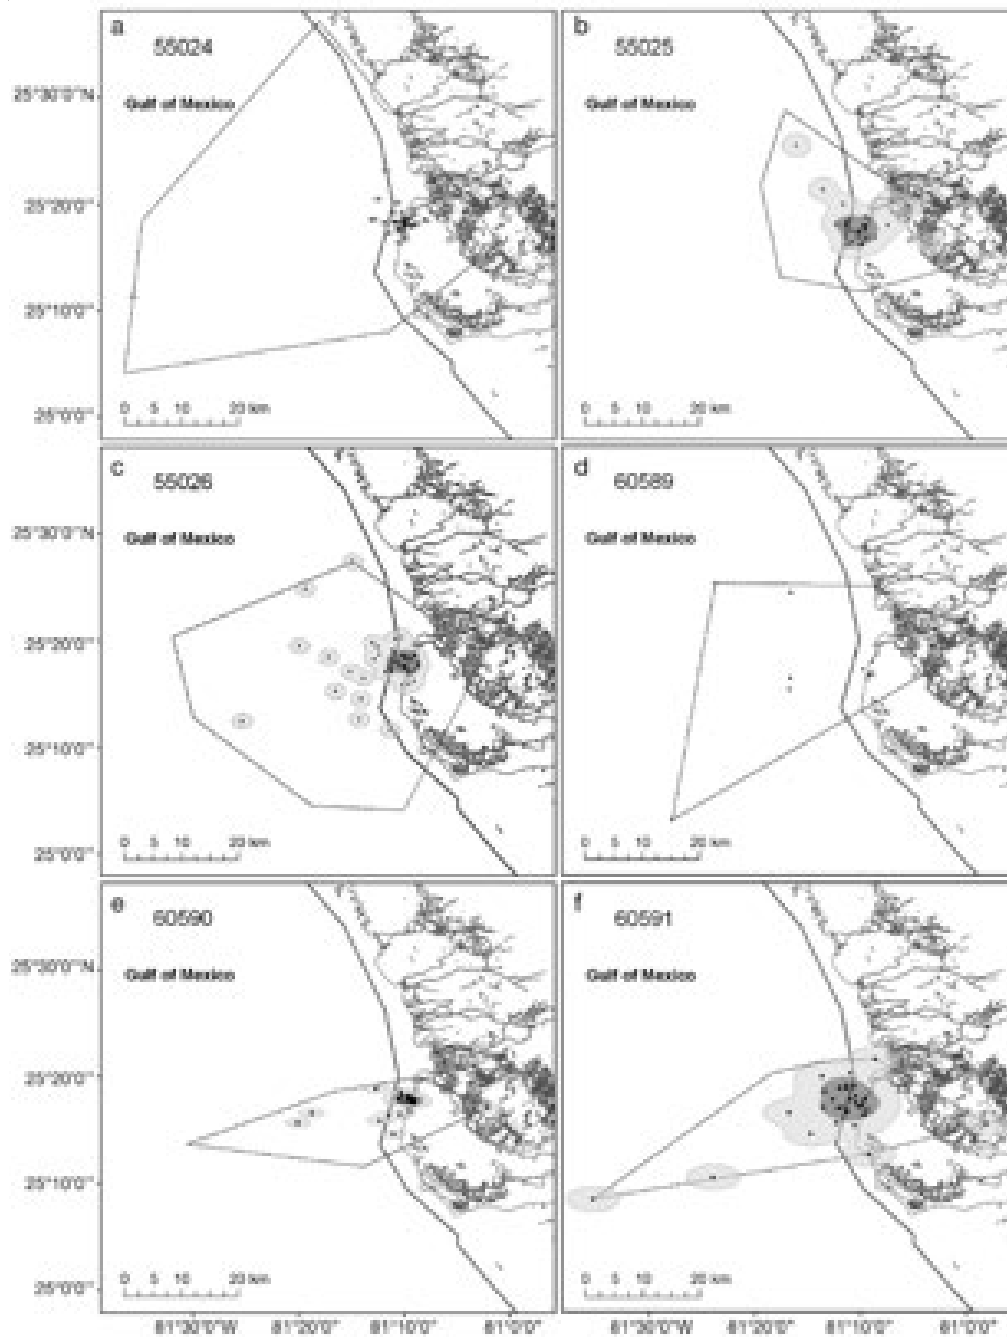 a
55024
b
55025
25°30'0"N
Gulf of Mexico
Gulf of Mexico
25°20'0"
25°10'0"
25°0'0"
0 5 10 20 km
0 5 10 20 km
c
55026
d
60589
25°30'0"N
Gulf of Mexico
Gulf of Mexico
25°20'0"
25°10'0"
25°0'0"
0 5 10 20 km
0 5 10 20 km
e
60590
f
60591
25°30'0"N
Gulf of Mexico
Gulf of Mexico
25°20'0"
25°10'0"
25°0'0"
0 5 10 20 km
0 5 10 20 km
81°30'0"W 81°20'0" 81°10'0" 81°0'0" 81°30'0"W 81°20'0" 81°10'0" 81°0'0"